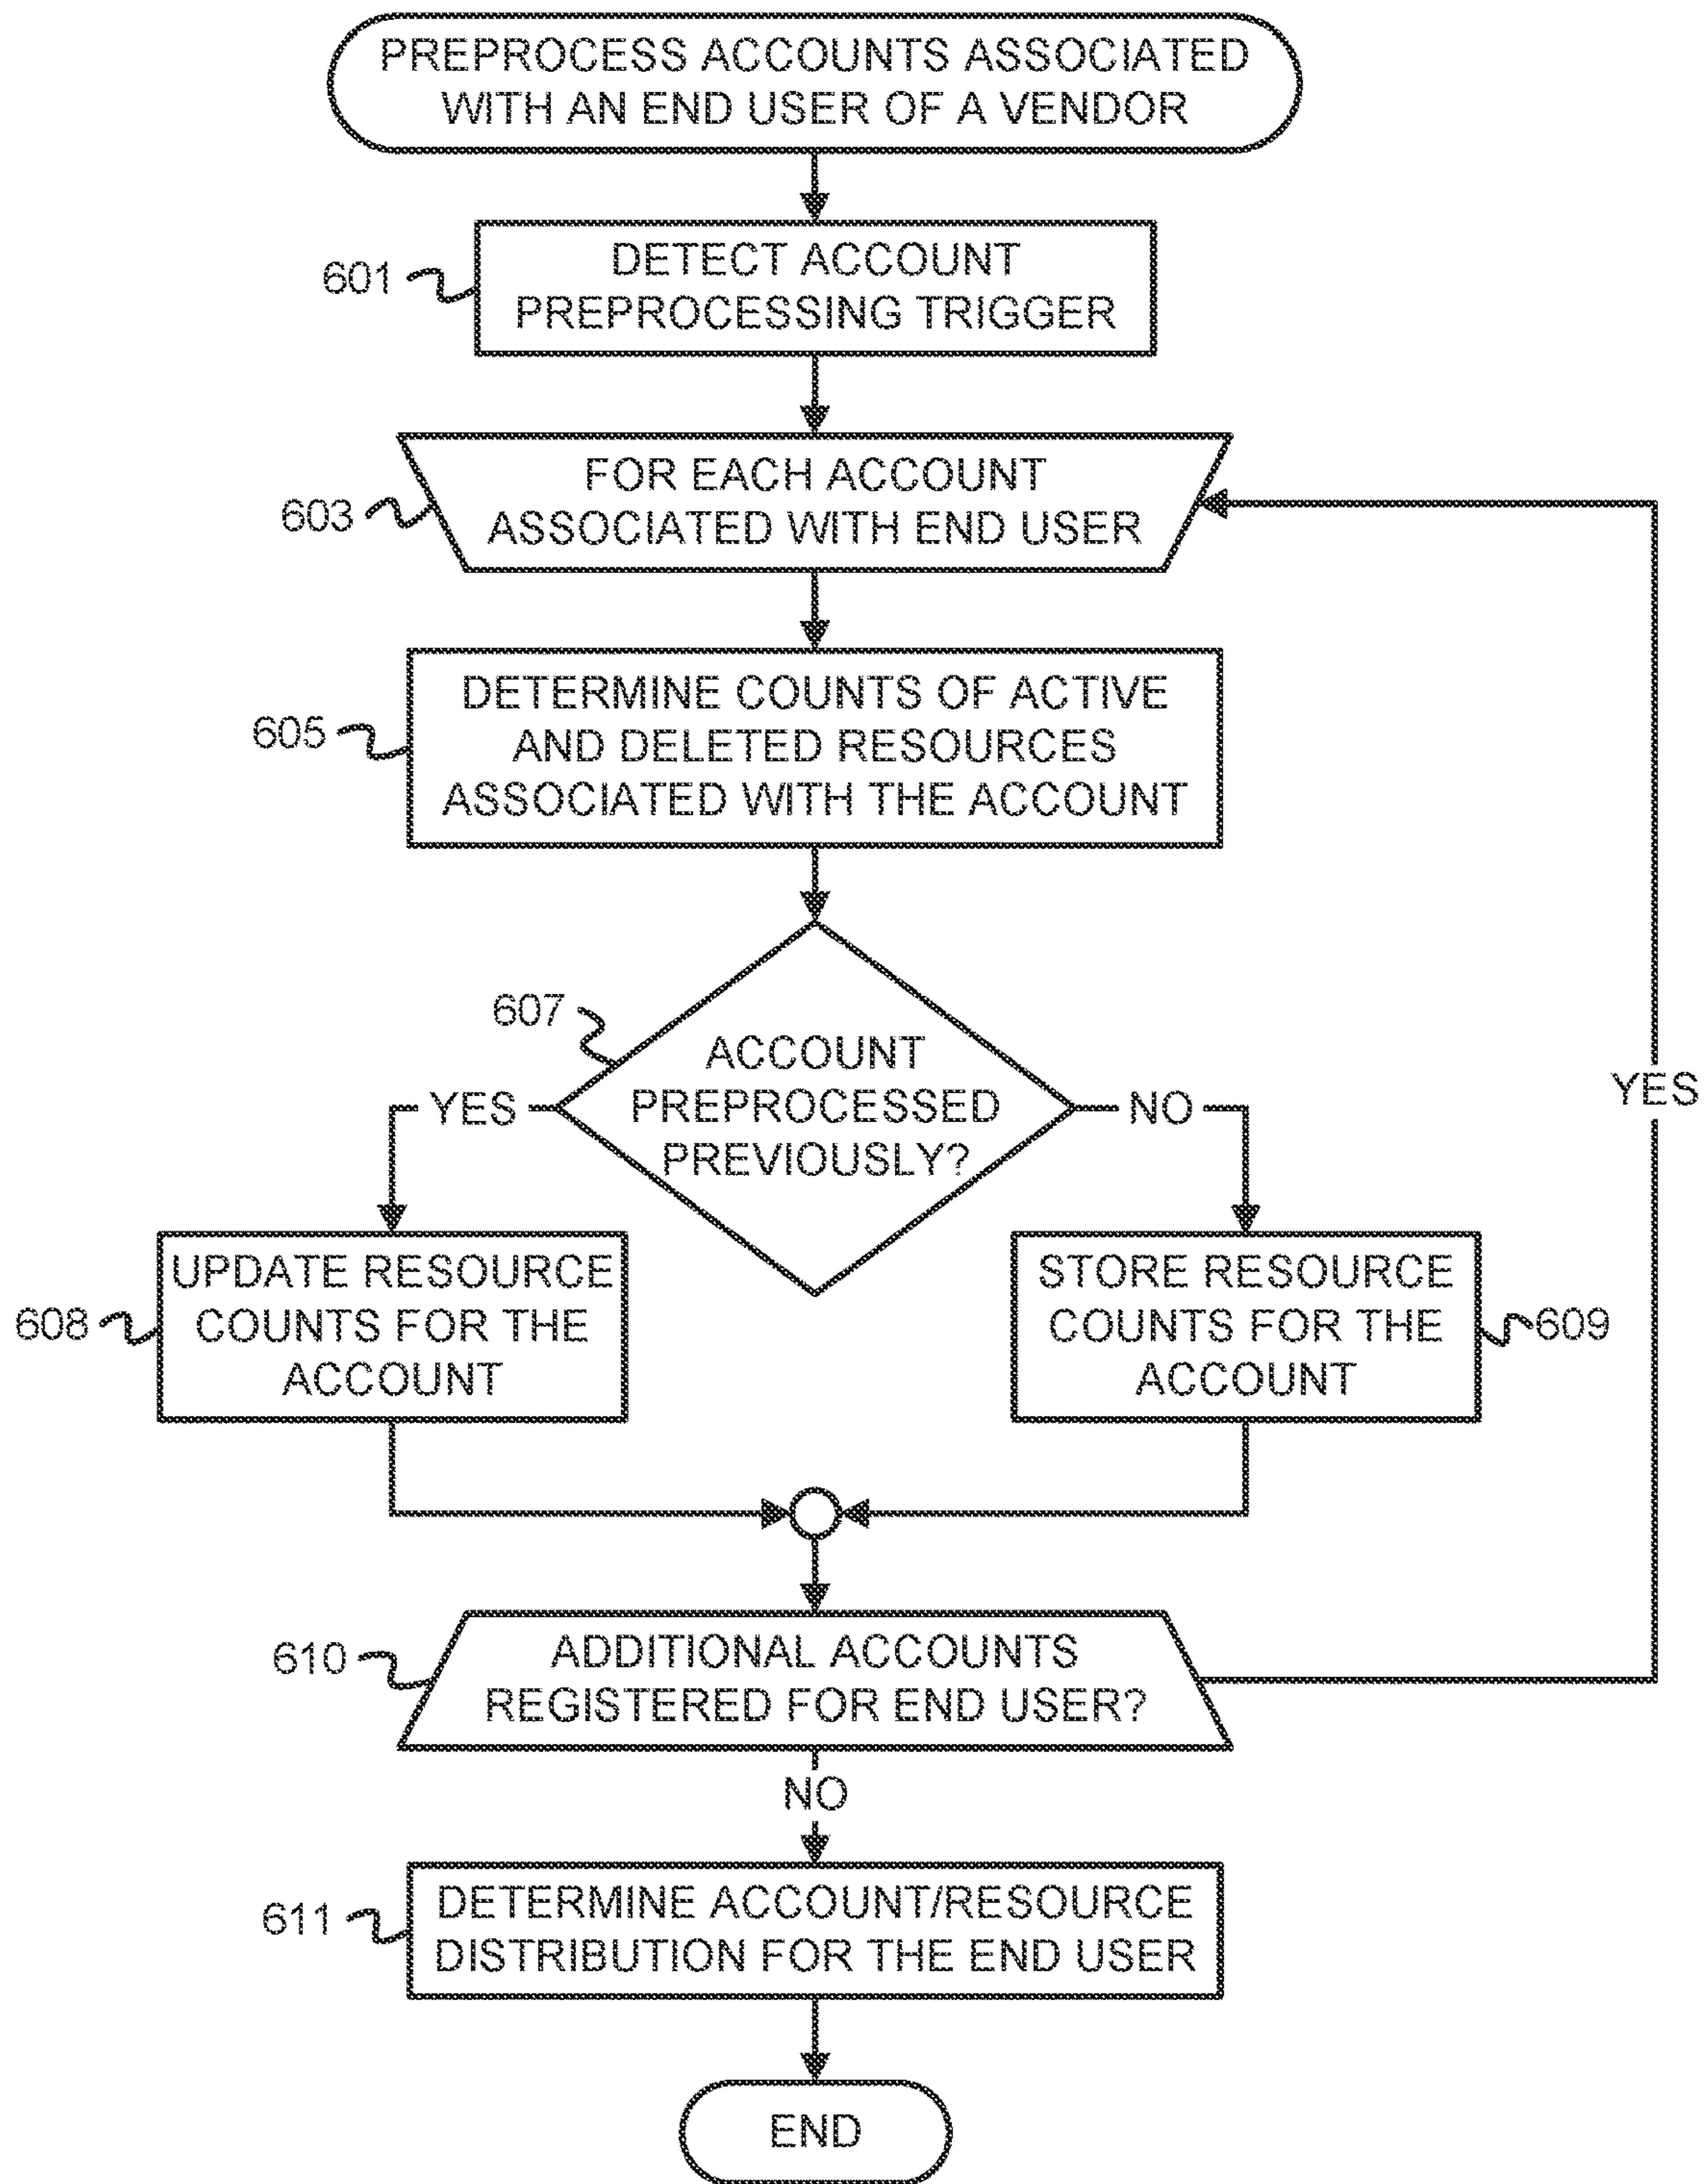 PREPROCESS ACCOUNTS ASSOCIATED
WITH AN END USER OF A VENDOR
601
DETECT ACCOUNT
PREPROCESSING TRIGGER
603
FOR EACH ACCOUNT
ASSOCIATED WITH END USER
605
DETERMINE COUNTS OF ACTIVE
AND DELETED RESOURCES
ASSOCIATED WITH THE ACCOUNT
607
ACCOUNT
PREPROCESSED
PREVIOUSLY?
YES
NO
YES
608
UPDATE RESOURCE
COUNTS FOR THE
ACCOUNT
STORE RESOURCE
COUNTS FOR THE
ACCOUNT
609
610
ADDITIONAL ACCOUNTS
REGISTERED FOR END USER?
NO
611
DETERMINE ACCOUNT/RESOURCE
DISTRIBUTION FOR THE END USER
END